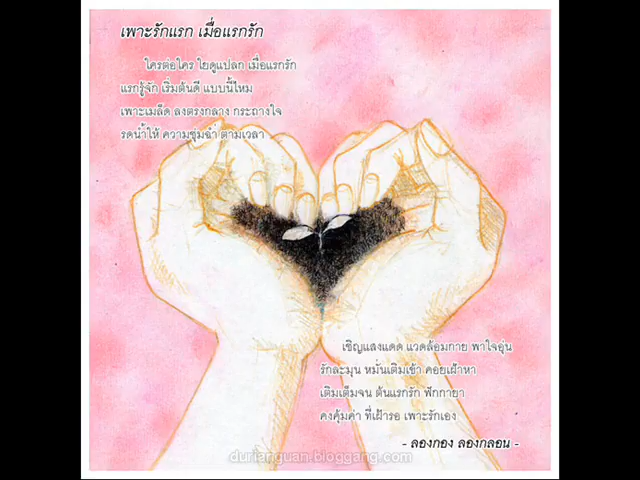 เพาะรักแรก เมื่อแรกรัก
ใครต่อใคร ใยดูแปลก เมื่อแรกรัก
แรกรู้จัก เริ่มต้นดี แบบนี้ไหม
เพาะเมล็ด ลงตรงกลาง กระถางใจ
รดน้ำให้ ความชุ่มฉ่ำ ตามเวลา
เชิญแสงแดด แวดล้อมกาย พาใจอุ่น
รักละมุน หมั่นเติมเข้า คอยเฝ้าหา
เติมเต็มจน ต้นแรกรัก ฟักกายา
คงคุ้มค่า ที่เฝ้ารอ เพาะรักเอง
- ลองกอง ลองกลอน -
durianguan.bloggang.com